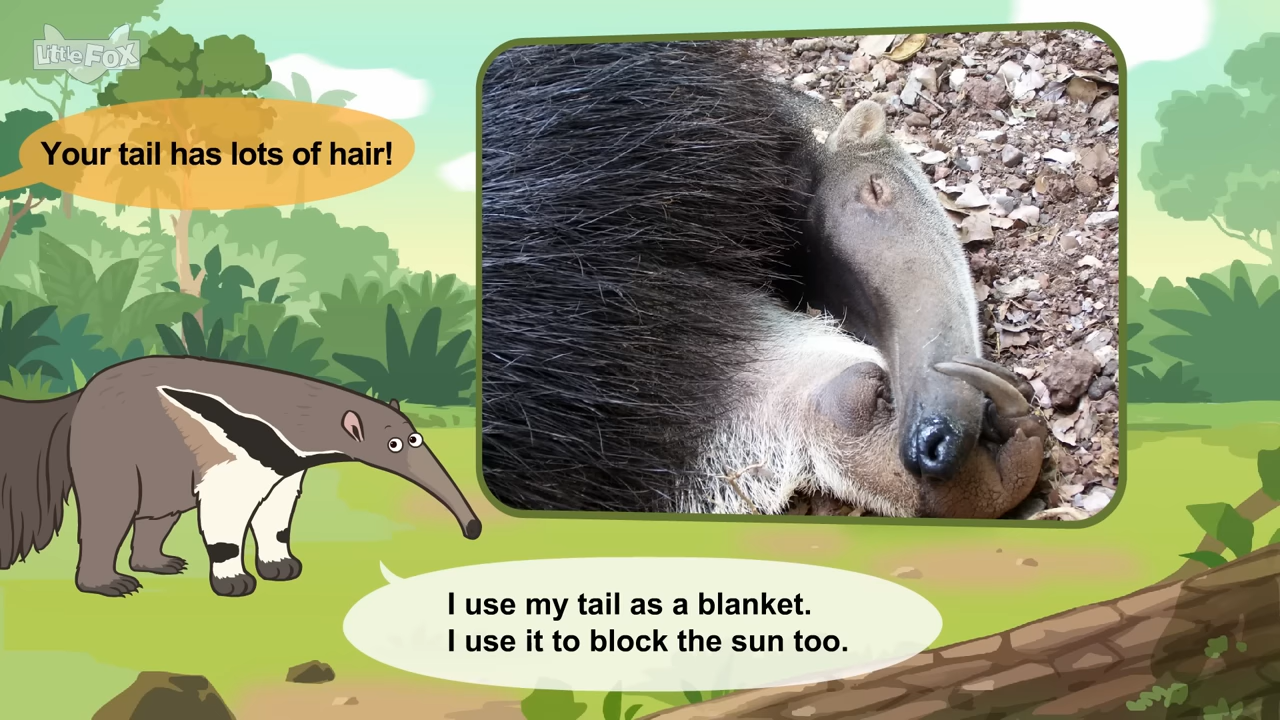 Little Fox
Your tail has lots of hair!
I use my tail as a blanket.
I use it to block the sun too.